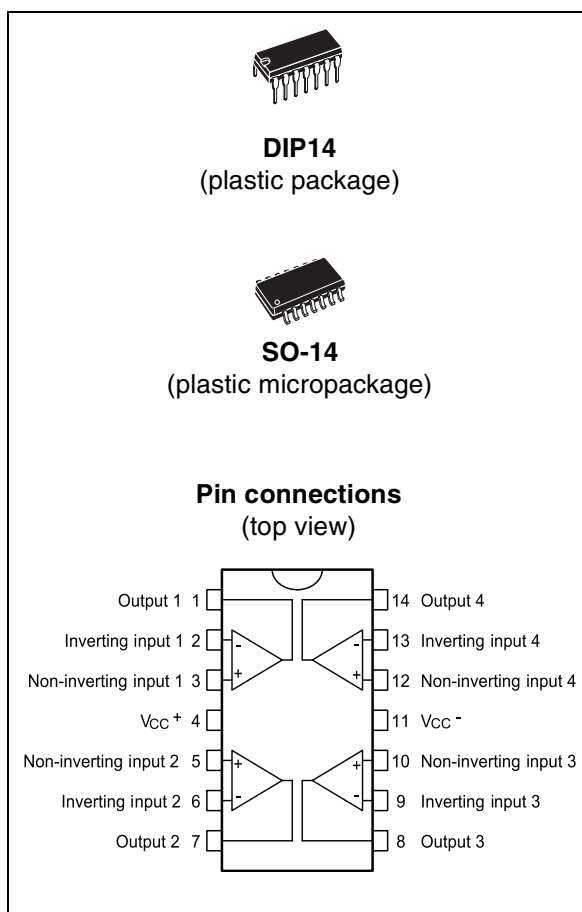 DIP14
(plastic package)
SO-14
(plastic micropackage)
Pin connections
(top view)
Output 1 1 14 Output 4
Inverting input 1 2 - - 13 Inverting input 4
Non-inverting input 1 3 + + 12 Non-inverting input 4
VCC + 4 11 VCC -
Non-inverting input 2 5 + + 10 Non-inverting input 3
Inverting input 2 6 - - 9 Inverting input 3
Output 2 7 8 Output 3